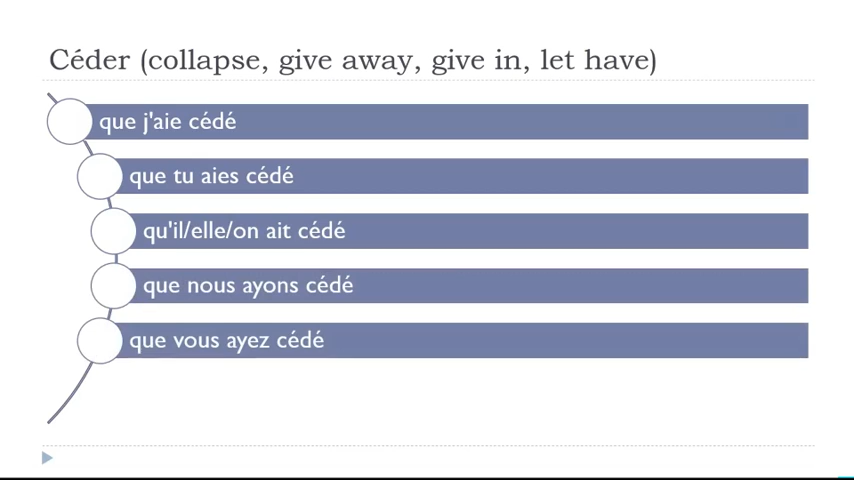 Céder (collapse, give away, give in, let have)
que j'aie cédé
que tu aies cédé
qu'il/elle/on ait cédé
que nous ayons cédé
que vous ayez cédé